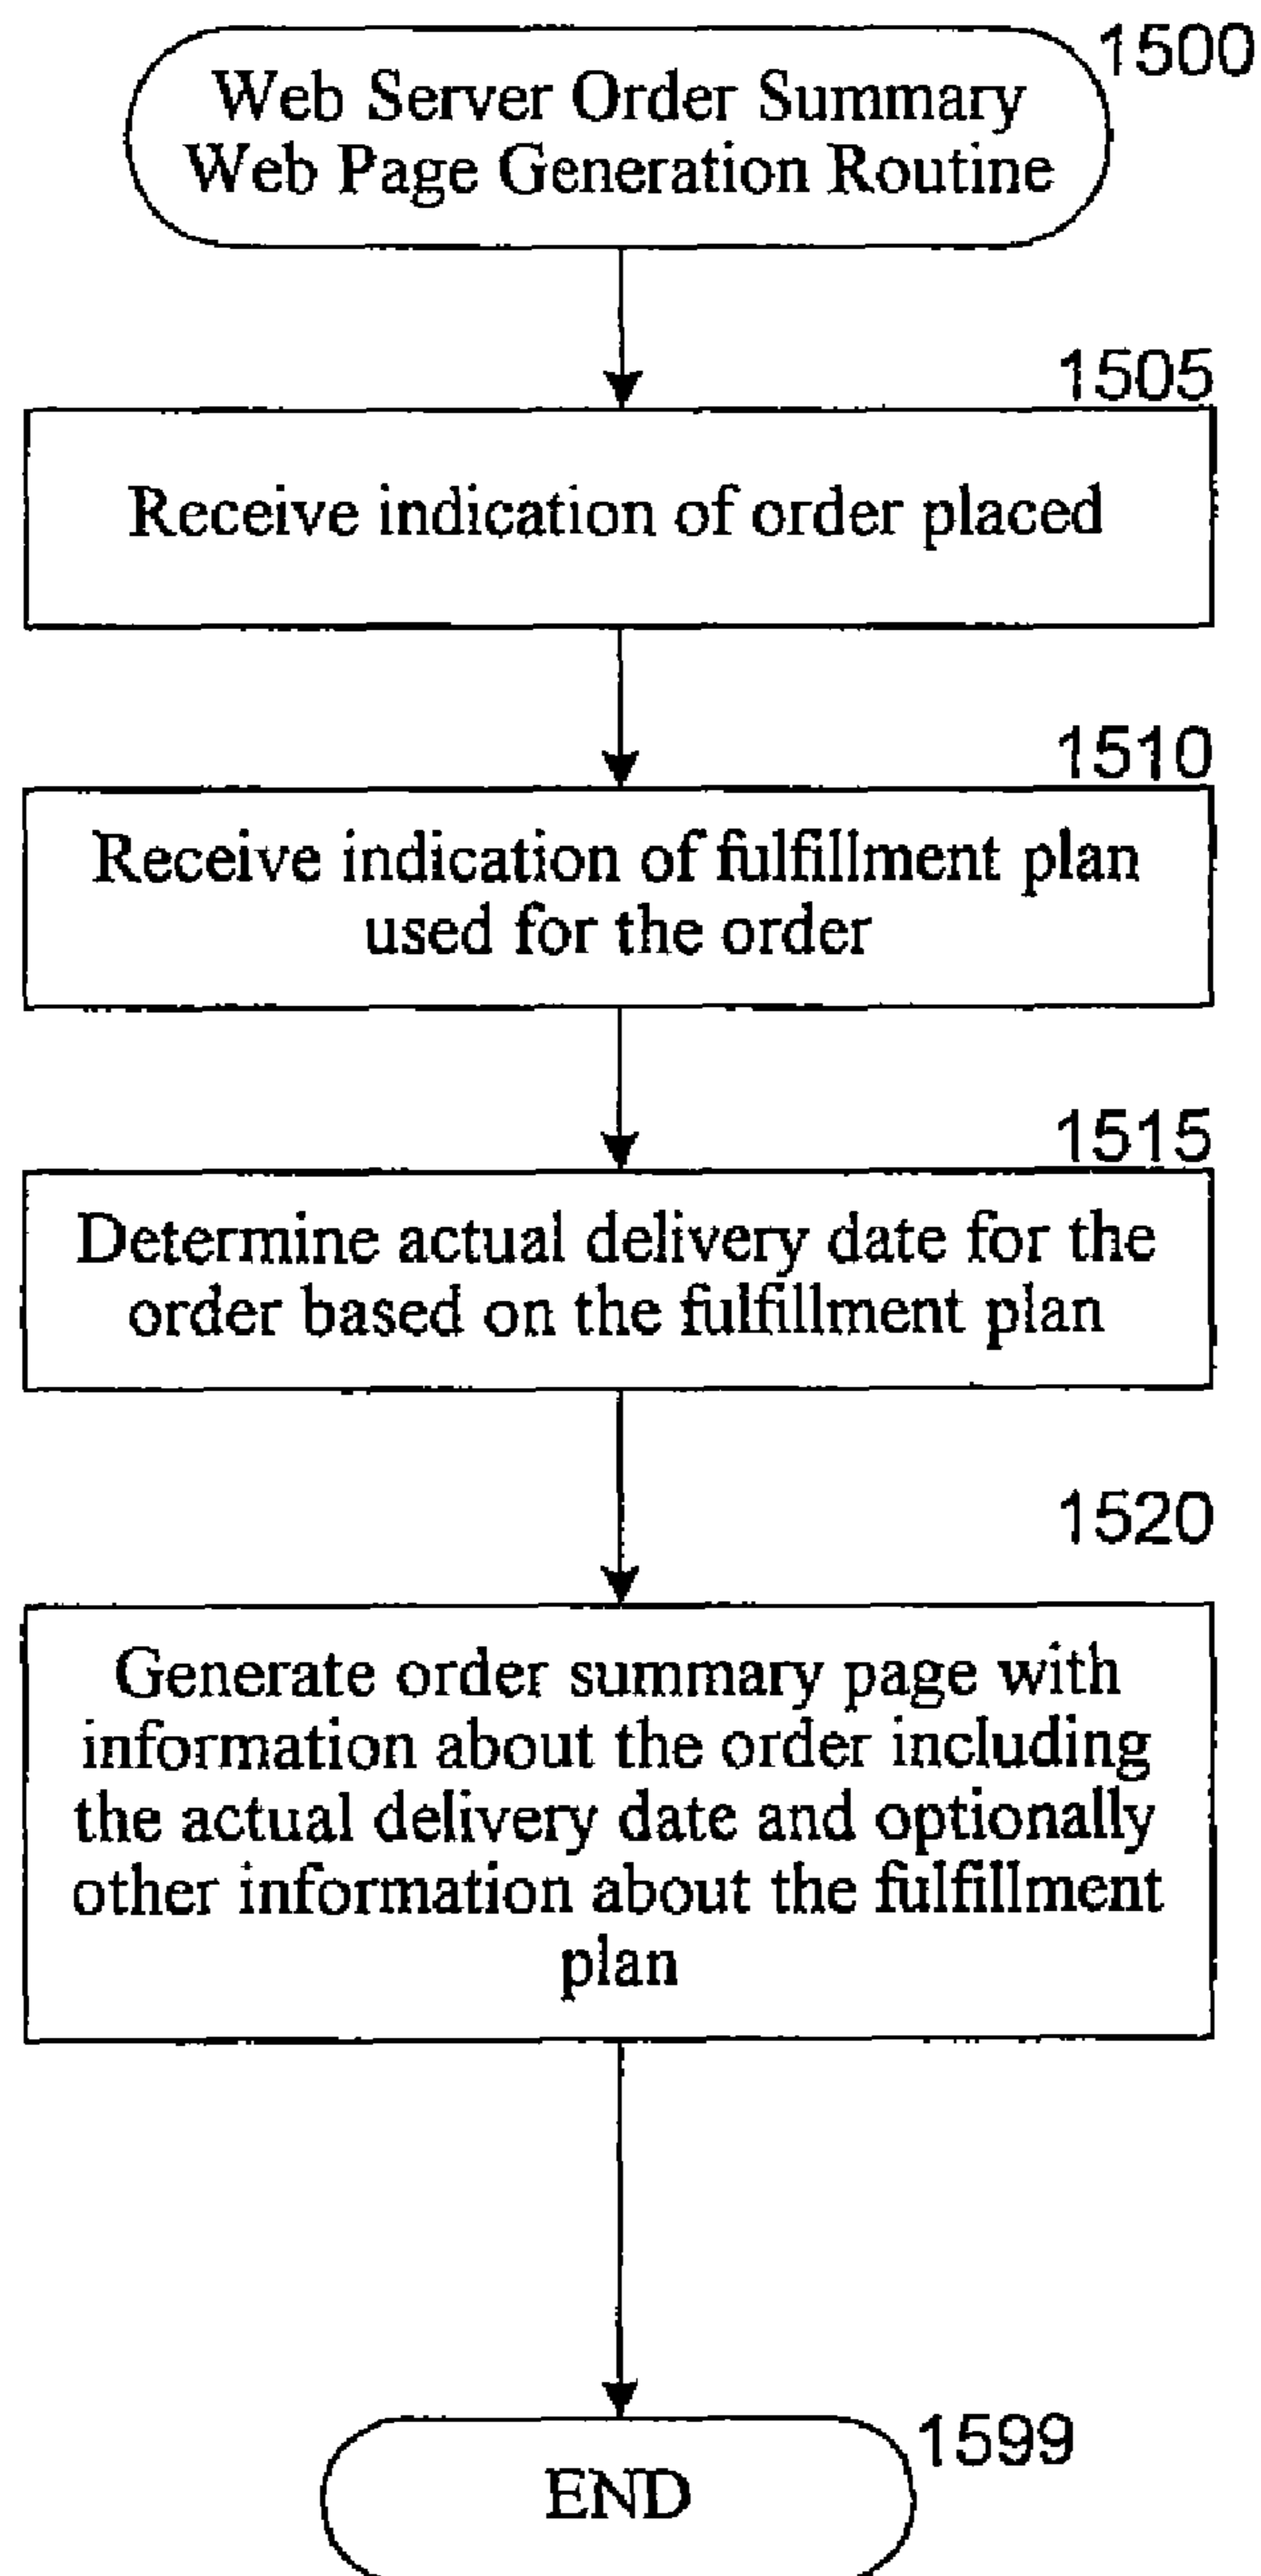 1500
Web Server Order Summary
Web Page Generation Routine
1505
Receive indication of order placed
1510
Receive indication of fulfillment plan
used for the order
1515
Determine actual delivery date for the
order based on the fulfillment plan
1520
Generate order summary page with
information about the order including
the actual delivery date and optionally
other information about the fulfillment
plan
1599
END